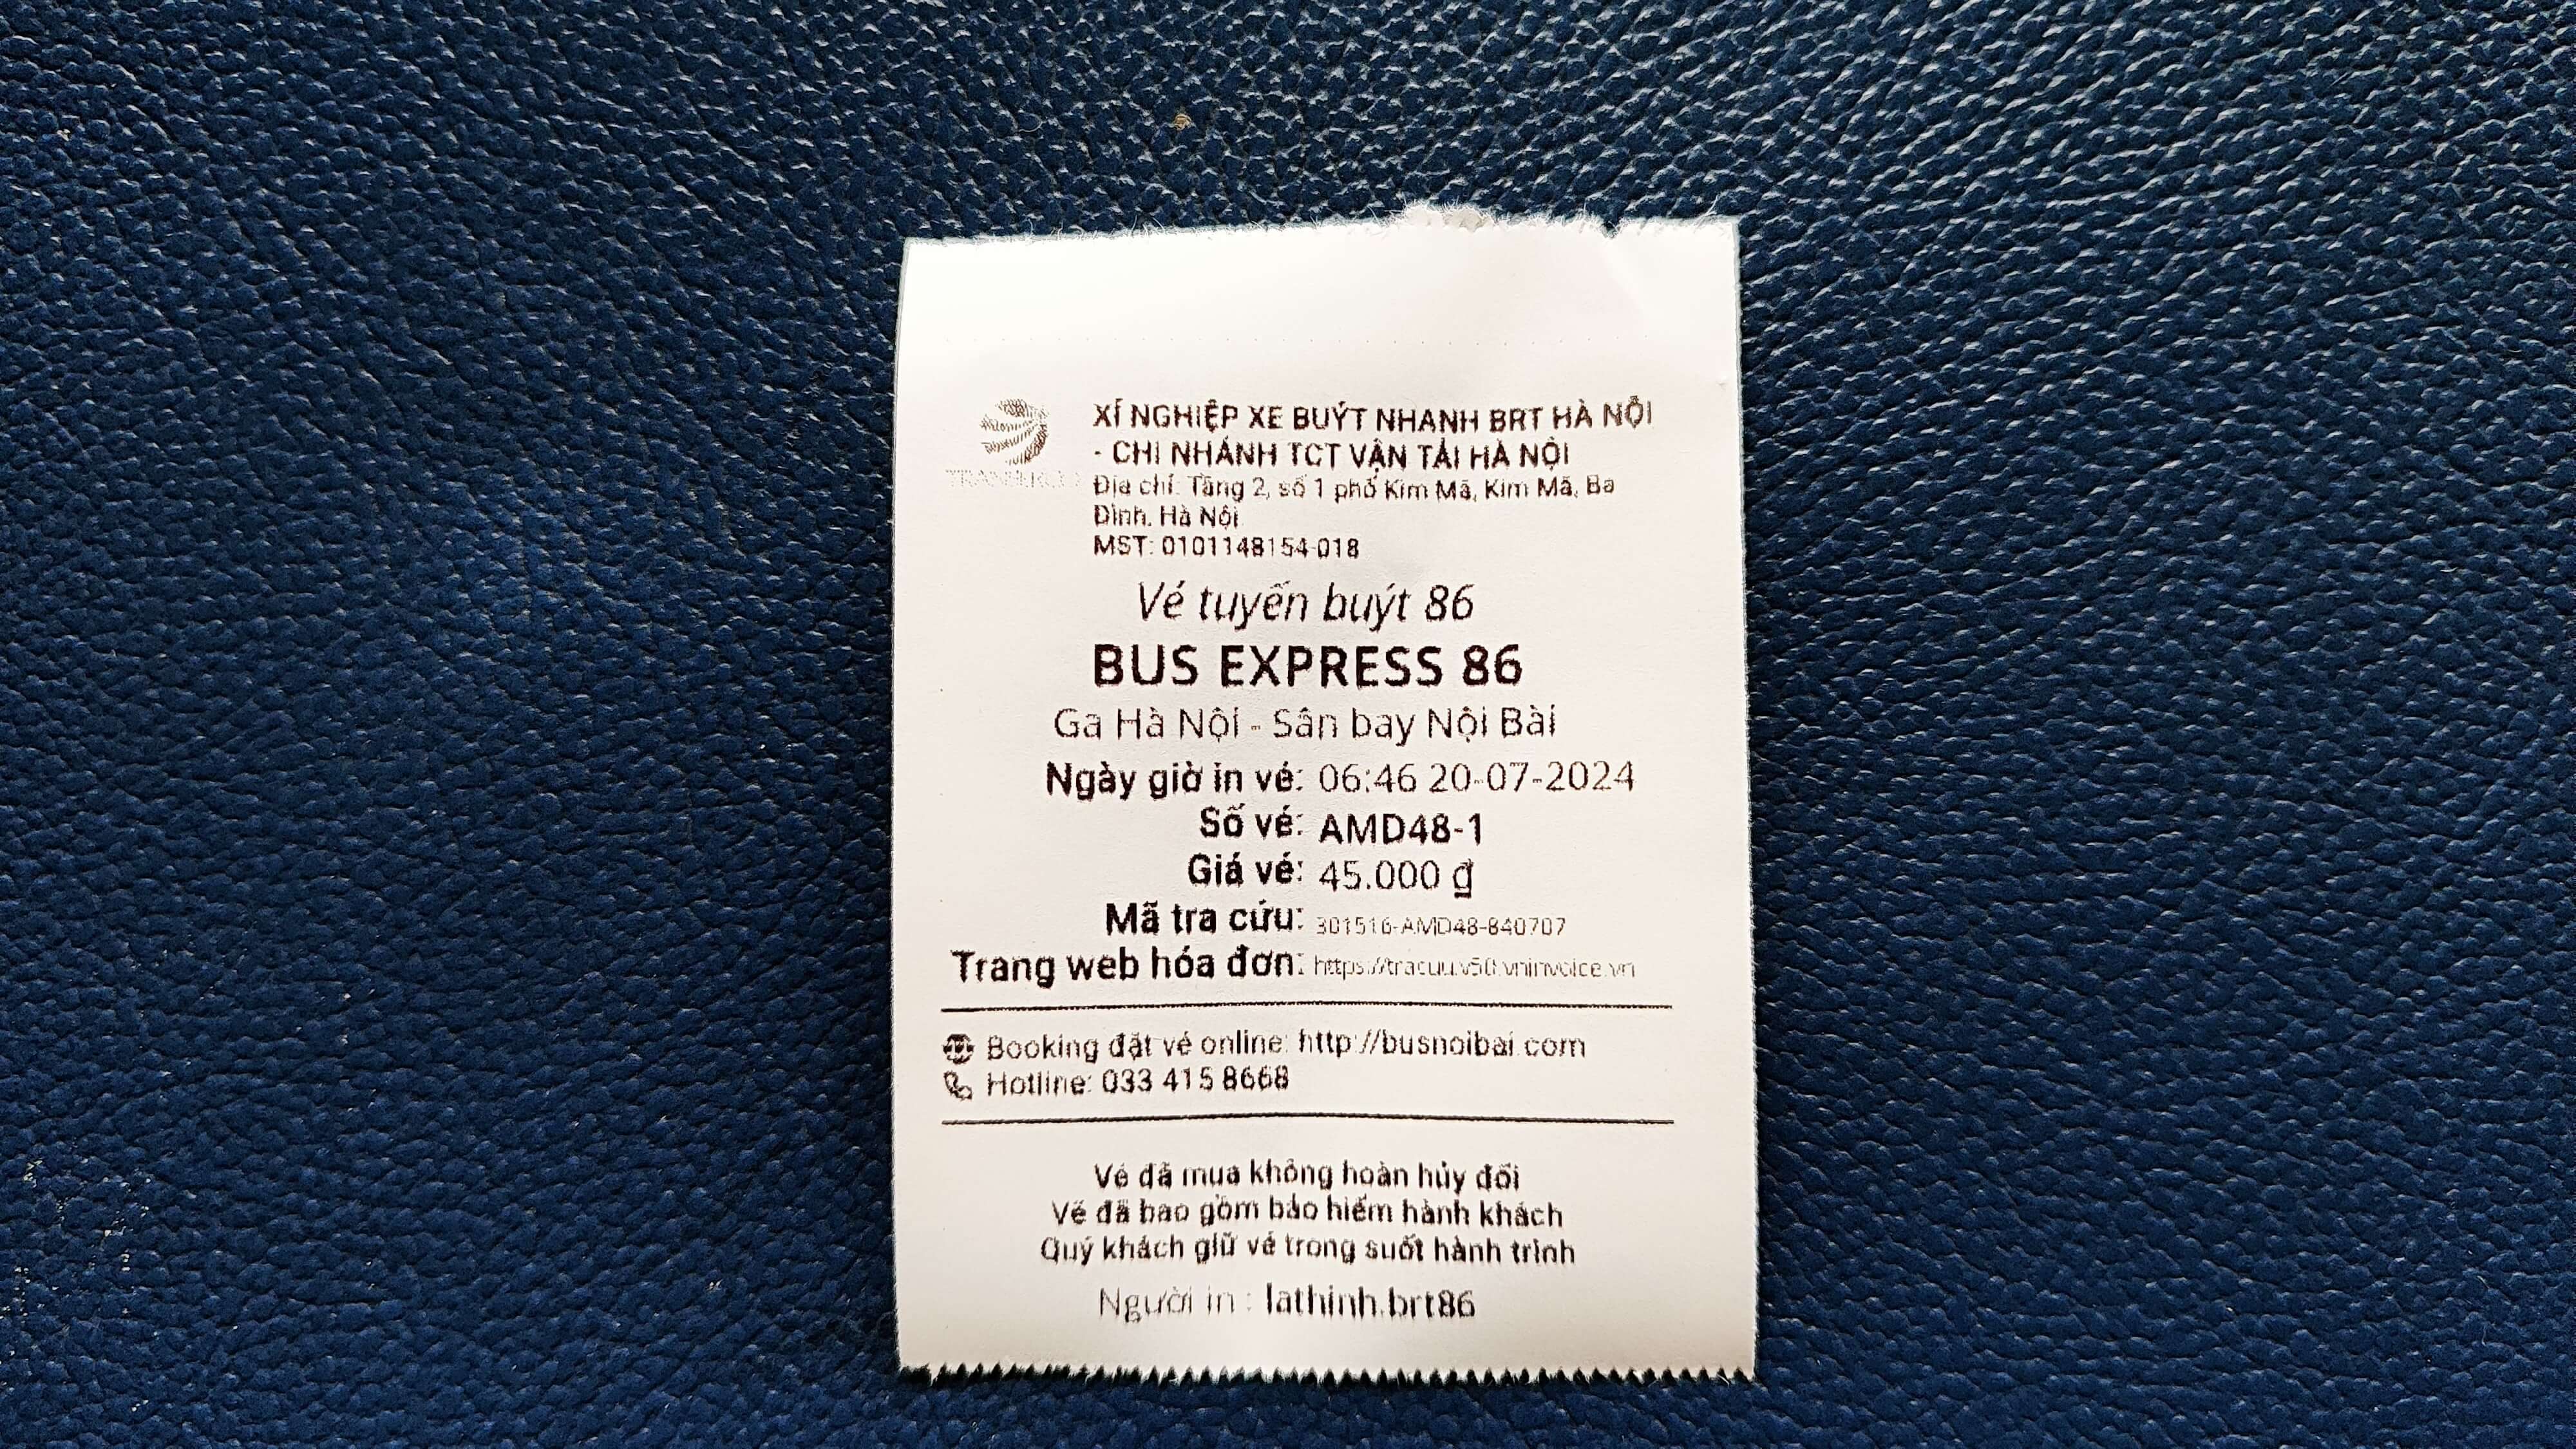 TRANSERCO
XÍ NGHIỆP XE BUÝT NHANH BRT HÀ NỘI
- CHI NHÁNH TCT VẬN TẢI HÀ NỘI
Địa chỉ: Tầng 2, số 1 phố Kim Mã, Kim Mã, Ba
Đình, Hà Nội
MST: 0101148154-018
Vé tuyến buýt 86
BUS EXPRESS 86
Ga Hà Nội - Sân bay Nội Bài
Ngày giờ in vé: 06:46 20-07-2024
Số vé: AMD48-1
Giá vé: 45.000 ₫
Mã tra cứu: 301516-AMD48-840707
Trang web hóa đơn: https://tracuu.v50.vninvoice.vn
Booking đặt vé online: http://busnoibai.com
Hotline: 033 415 8668
Vé đã mua không hoàn hủy đổi
Vé đã bao gồm bảo hiểm hành khách
Quý khách giữ vé trong suốt hành trình
Người in : lathinh.brt86